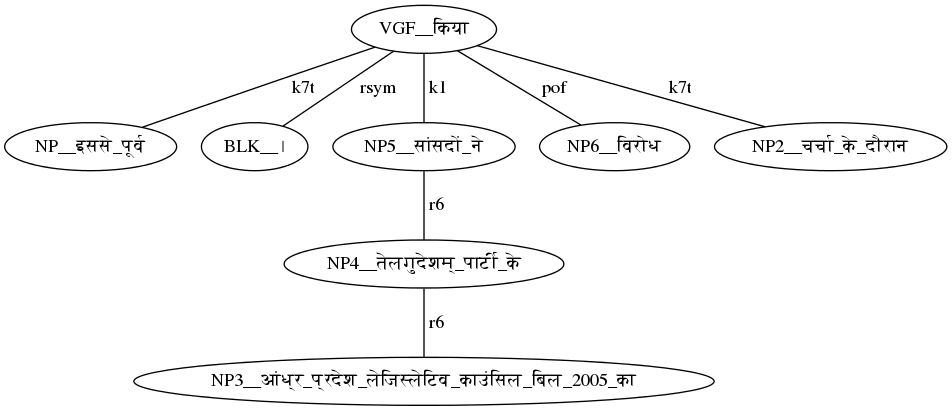 VGF__किया
k7t rsym k1 pof k7t
NP__इससे_पूर्व BLK__। NP5__सांसदों_ने NP6__विरोध NP2__चर्चा_के_दौरान
r6
NP4__तेलगुदेशम्_पार्टी_के
r6
NP3__आंध्र_प्रदेश_लेजिस्लेटिव_काउंसिल_बिल_2005_का